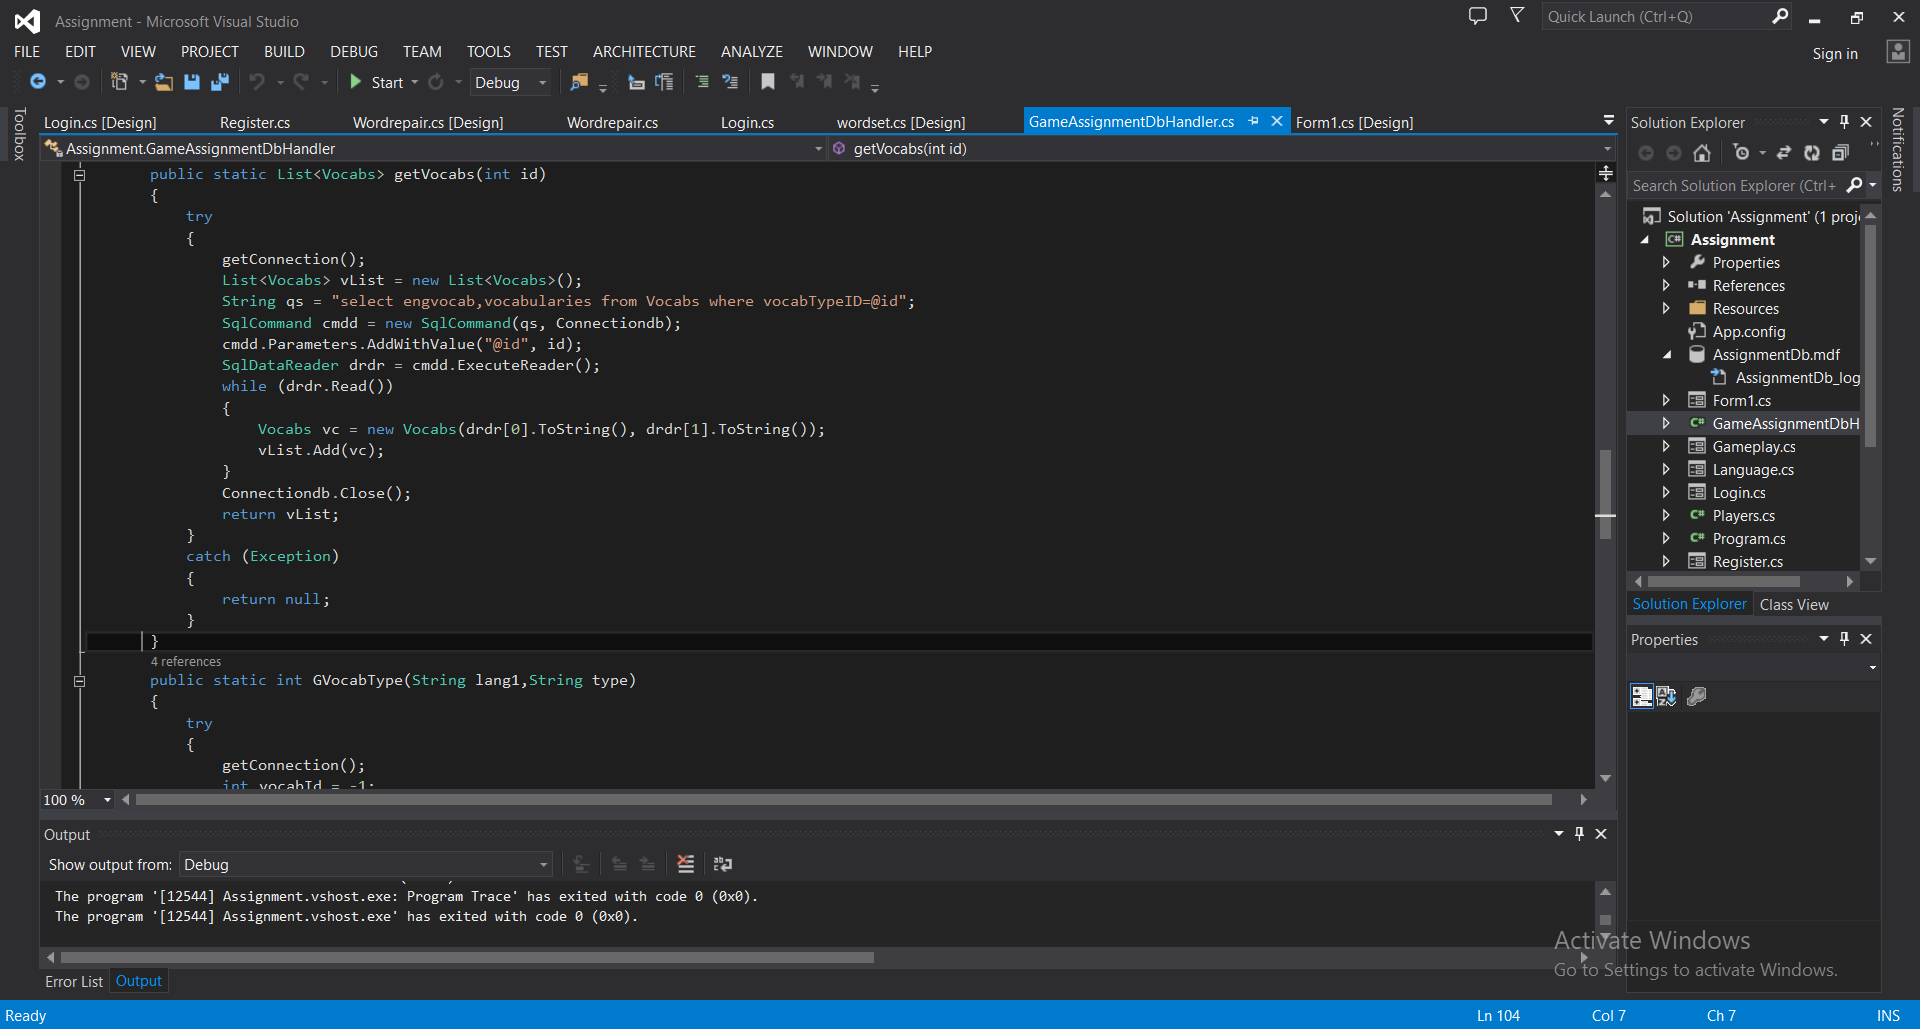 Assignment - Microsoft Visual Studio
Quick Launch (Ctrl+Q)
FILE EDIT VIEW PROJECT BUILD DEBUG TEAM TOOLS TEST ARCHITECTURE ANALYZE WINDOW HELP
Sign in
Start Debug
Toolbox
Login.cs [Design] Register.cs Wordrepair.cs [Design] Wordrepair.cs Login.cs wordset.cs [Design] GameAssignmentDbHandler.cs Form1.cs [Design]
Assignment.GameAssignmentDbHandler getVocabs(int id)
public static List<Vocabs> getVocabs(int id)
{
try
{
getConnection();
List<Vocabs> vList = new List<Vocabs>();
String qs = "select engvocab,vocabularies from Vocabs where vocabTypeID=@id";
SqlCommand cmdd = new SqlCommand(qs, Connectiondb);
cmdd.Parameters.AddWithValue("@id", id);
SqlDataReader drdr = cmdd.ExecuteReader();
while (drdr.Read())
{
Vocabs vc = new Vocabs(drdr[0].ToString(), drdr[1].ToString());
vList.Add(vc);
}
Connectiondb.Close();
return vList;
}
catch (Exception)
{
return null;
}
}
4 references
public static int GVocabType(String lang1,String type)
{
try
{
getConnection();
int vocabId = -1;
100 %
Output
Show output from: Debug
The program '[12544] Assignment.vshost.exe: Program Trace' has exited with code 0 (0x0).
The program '[12544] Assignment.vshost.exe' has exited with code 0 (0x0).
Error List Output
Solution Explorer
Search Solution Explorer (Ctrl+
Solution 'Assignment' (1 proj
C# Assignment
Properties
References
Resources
App.config
AssignmentDb.mdf
AssignmentDb_log
Form1.cs
C# GameAssignmentDbH
Gameplay.cs
Language.cs
Login.cs
C# Players.cs
C# Program.cs
Register.cs
Solution Explorer Class View
Properties
Notifications
Activate Windows
Go to Settings to activate Windows.
Ready Ln 104 Col 7 Ch 7 INS